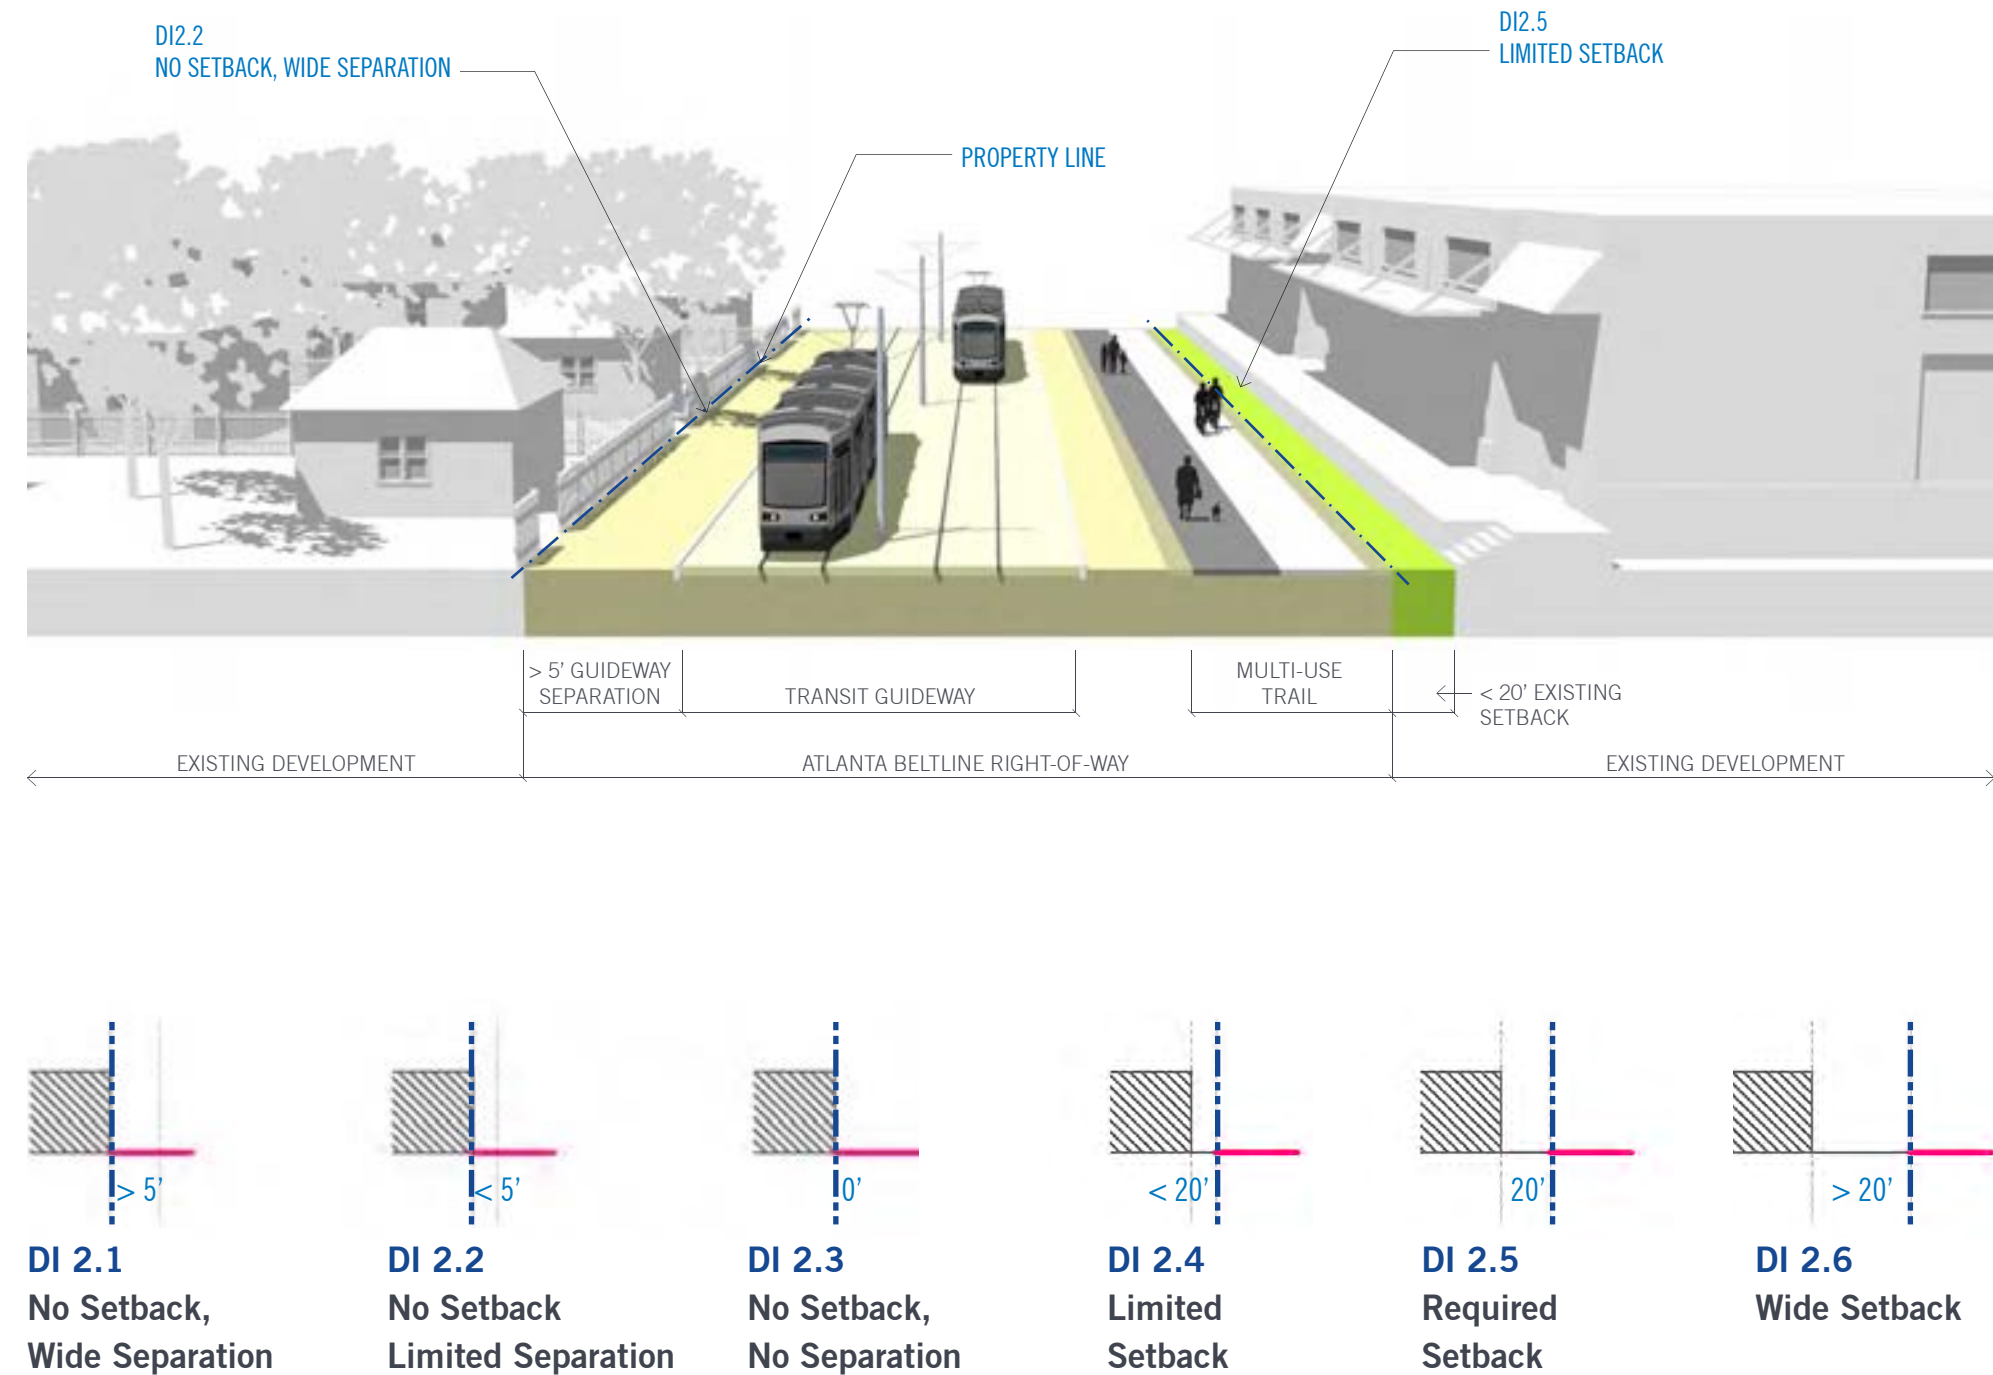 DI2.2
NO SETBACK, WIDE SEPARATION
DI2.5
LIMITED SETBACK
PROPERTY LINE
> 5’ GUIDEWAY
SEPARATION
TRANSIT GUIDEWAY
MULTI-USE
TRAIL
< 20’ EXISTING
SETBACK
EXISTING DEVELOPMENT
ATLANTA BELTLINE RIGHT-OF-WAY
EXISTING DEVELOPMENT
> 5’
< 5’
0’
< 20’
20’
> 20’
DI 2.1
No Setback,
Wide Separation
DI 2.2
No Setback
Limited Separation
DI 2.3
No Setback,
No Separation
DI 2.4
Limited
Setback
DI 2.5
Required
Setback
DI 2.6
Wide Setback